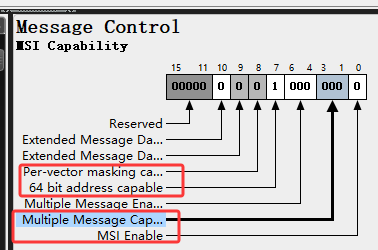 Message Control
MSI Capability
15 11 10 9 8 7 6 4 3 1 0
00000 0 0 0 1 000 000 0
Reserved
Extended Message Da...
Extended Message Da...
Per-vector masking ca...
64 bit address capable
Multiple Message Ena...
Multiple Message Cap...
MSI Enable